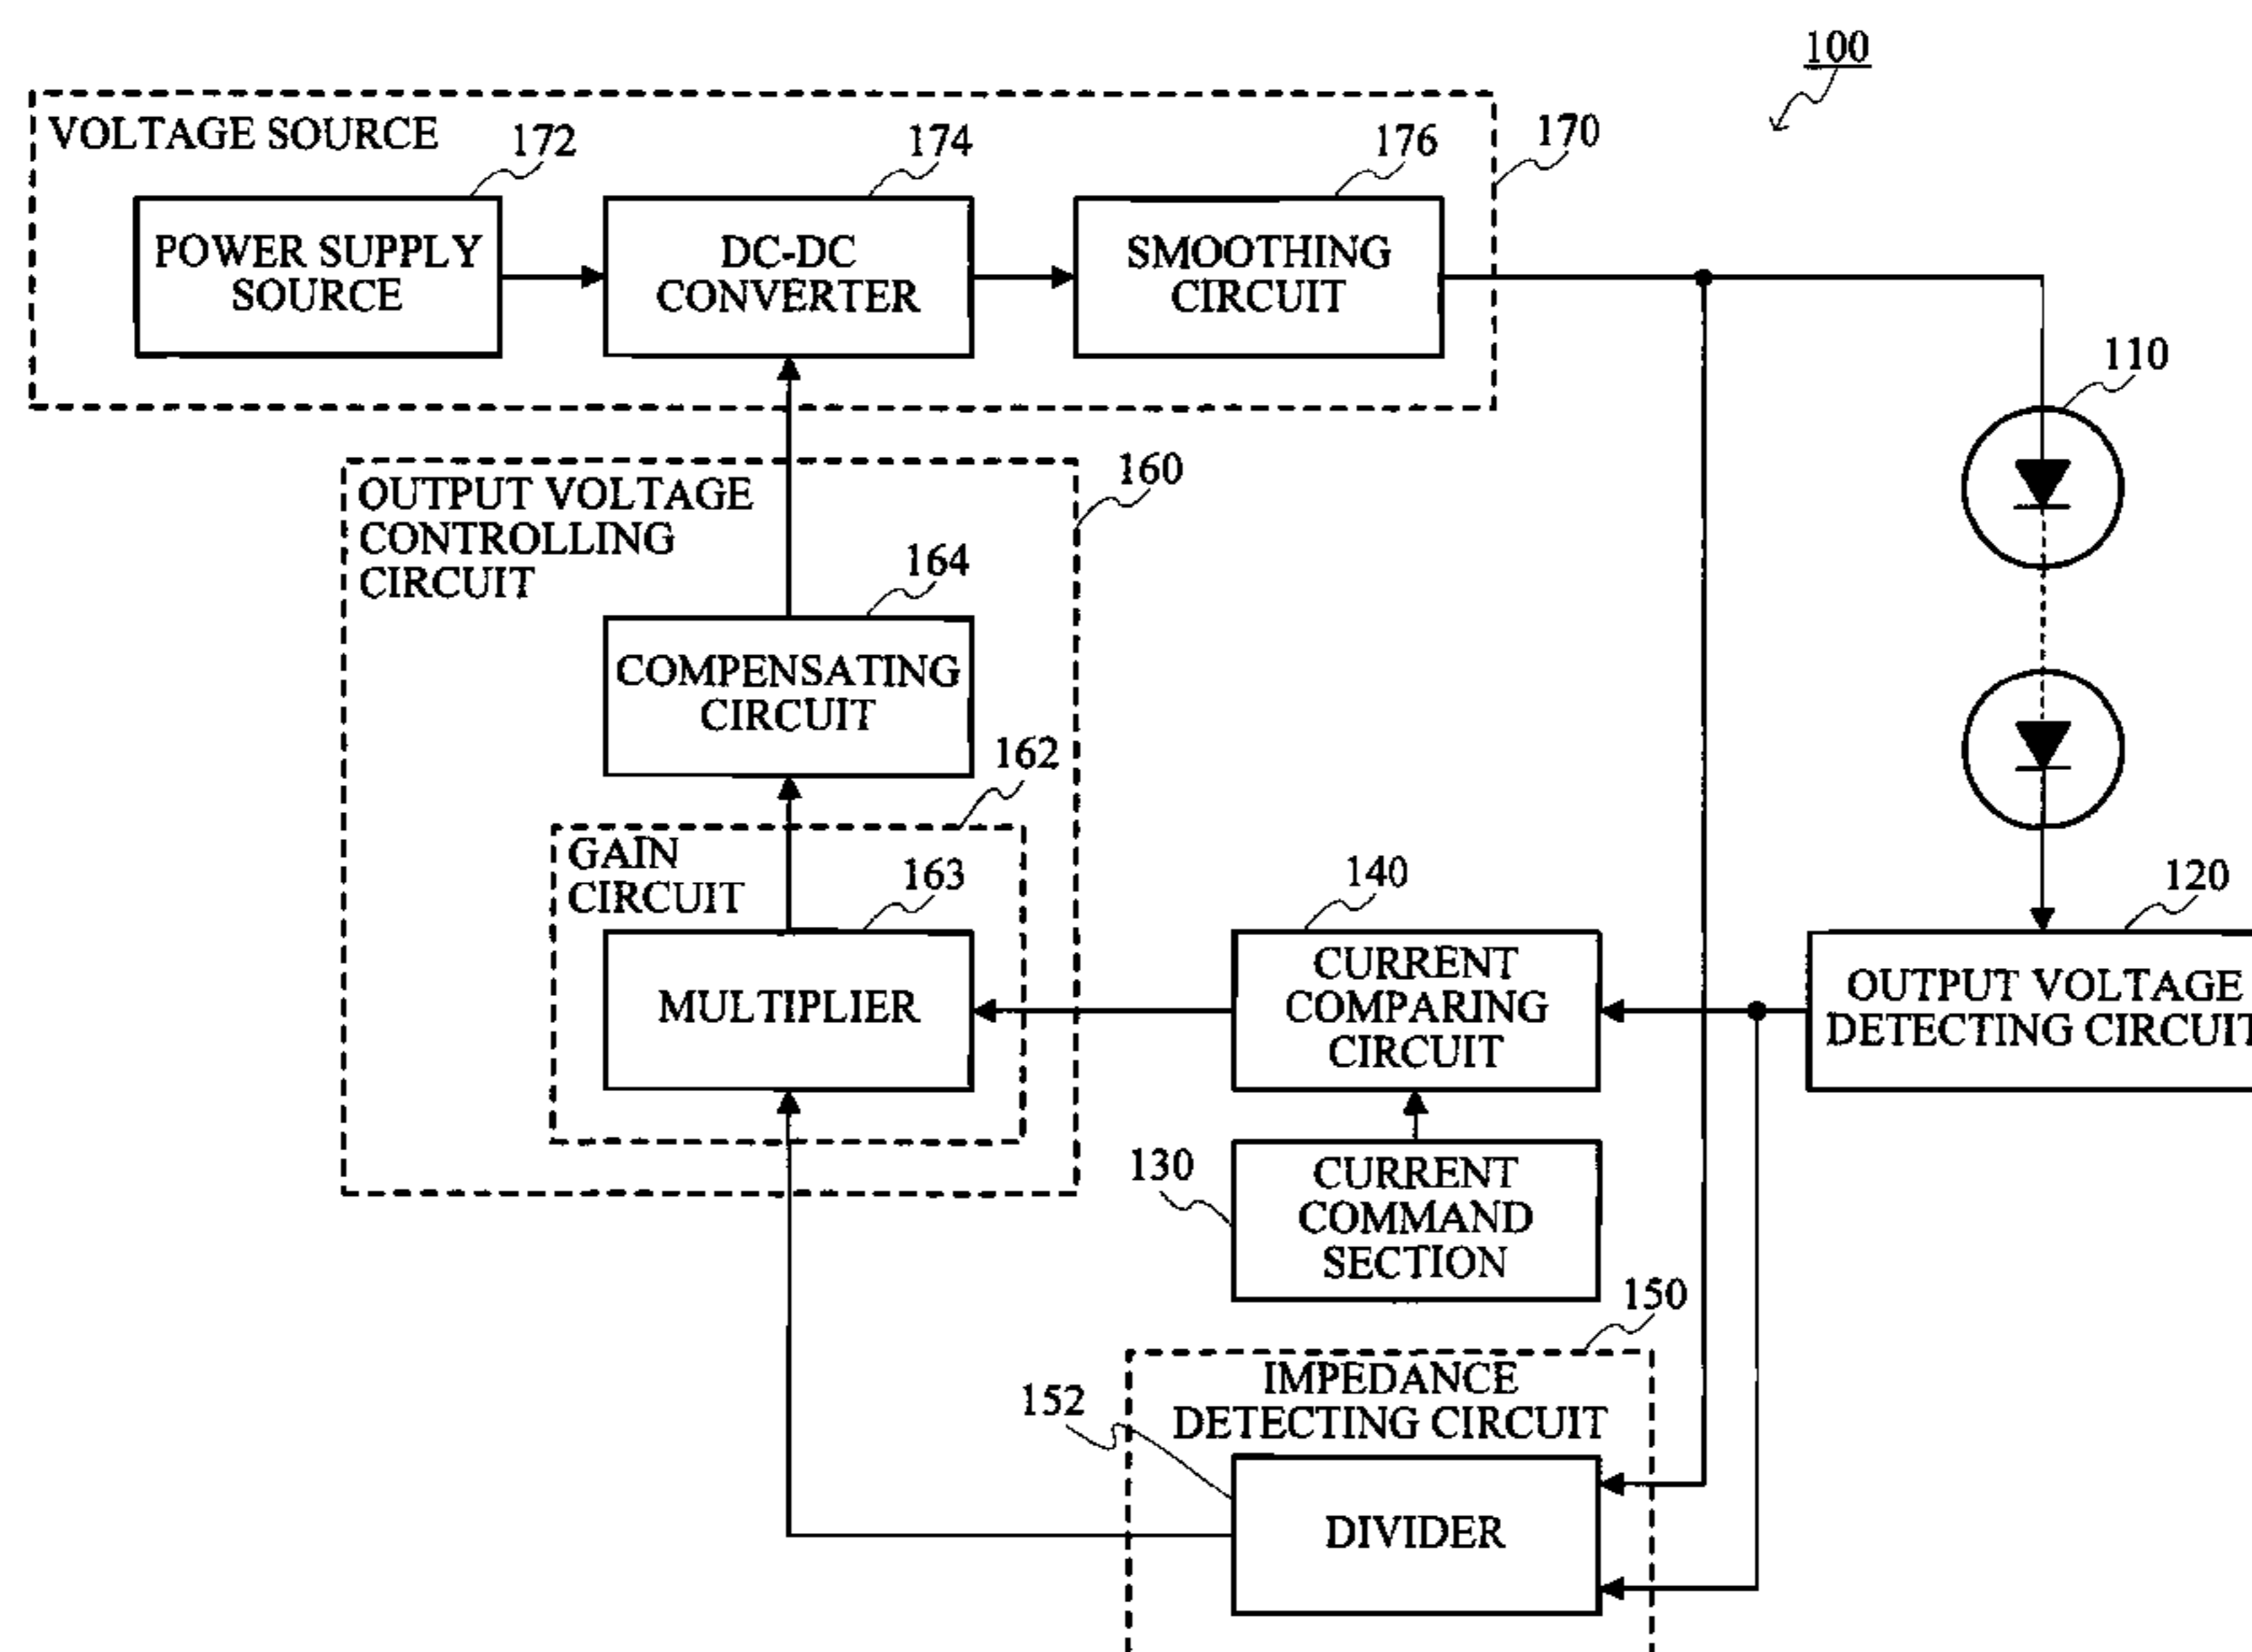 100
VOLTAGE SOURCE
172
174
176
170
POWER SUPPLY
SOURCE
DC-DC
CONVERTER
SMOOTHING
CIRCUIT
110
160
OUTPUT VOLTAGE
CONTROLLING
CIRCUIT
164
COMPENSATING
CIRCUIT
162
GAIN
CIRCUIT
163
MULTIPLIER
140
CURRENT
COMPARING
CIRCUIT
120
OUTPUT VOLTAGE
DETECTING CIRCUIT
130
CURRENT
COMMAND
SECTION
150
IMPEDANCE
DETECTING CIRCUIT
152
DIVIDER